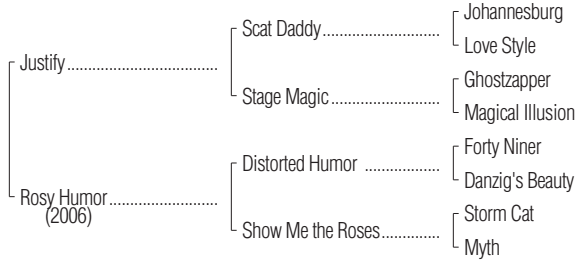 Johannesburg
Scat Daddy..............................
Love Style
Justify......................................
Ghostzapper
Stage Magic............................
Magical Illusion
Forty Niner
Distorted Humor ...................
Danzig's Beauty
Rosy Humor...........................
(2006)
Storm Cat
Show Me the Roses...............
Myth